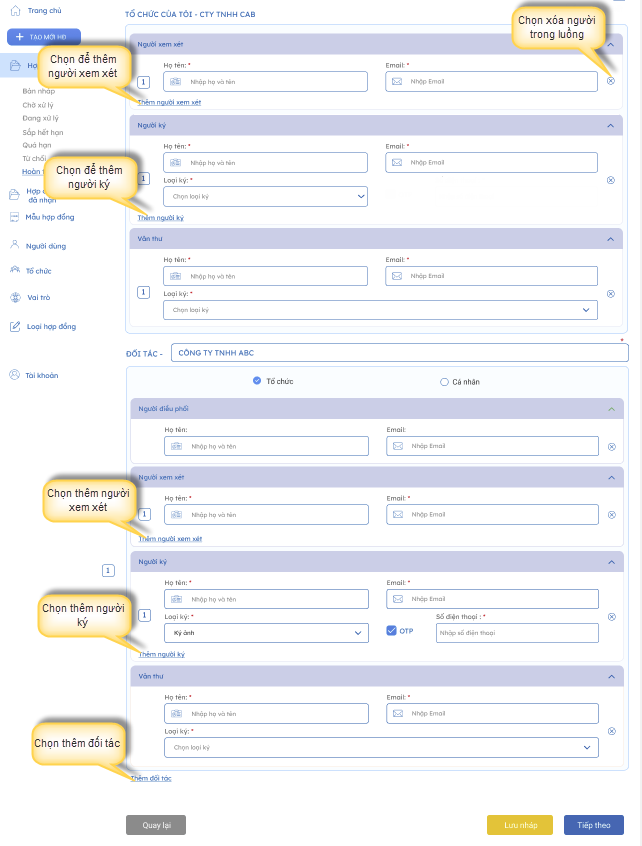 Trang chủ
+ TẠO MỚI HĐ
Hợ
Bản nháp
Chờ xử lý
Đang xử lý
Sắp hết hạn
Quá hạn
Từ chối
Hoàn t
Hợp
đã nhận
Mẫu hợp đồng
Người dùng
Tổ chức
Vai trò
Loại hợp đồng
Tài khoản
TỔ CHỨC CỦA TÔI - CTY TNHH CAB
Chọn xóa người
trong luồng
Người xem xét
Chọn để thêm
người xem xét
Họ tên: * Email: *
1 Nhập họ và tên Nhập Email
Thêm người xem xét
Người ký
Chọn để thêm
người ký
Họ tên: * Email: *
Nhập họ và tên Nhập Email
1 Loại ký: *
Chọn loại ký
Thêm người ký
Văn thư
Họ tên: * Email: *
Nhập họ và tên Nhập Email
1 Loại ký: *
Chọn loại ký
*
ĐỐI TÁC - CÔNG TY TNHH ABC
Tổ chức Cá nhân
Người điều phối
Họ tên: Email:
Nhập họ và tên Nhập Email
Người xem xét
Chọn thêm người
xem xét
Họ tên: * Email: *
1 Nhập họ và tên Nhập Email
Thêm người xem xét
Người ký
1
Chọn thêm người
ký
Họ tên: * Email: *
Nhập họ và tên Nhập Email
1 Loại ký: * Số điện thoại : *
Ký ảnh OTP Nhập số điện thoại
Thêm người ký
Văn thư
Họ tên: * Email: *
Nhập họ và tên Nhập Email
Loại ký: *
Chọn loại ký
Chọn thêm đối tác
Thêm đối tác
Quay lại Lưu nháp Tiếp theo